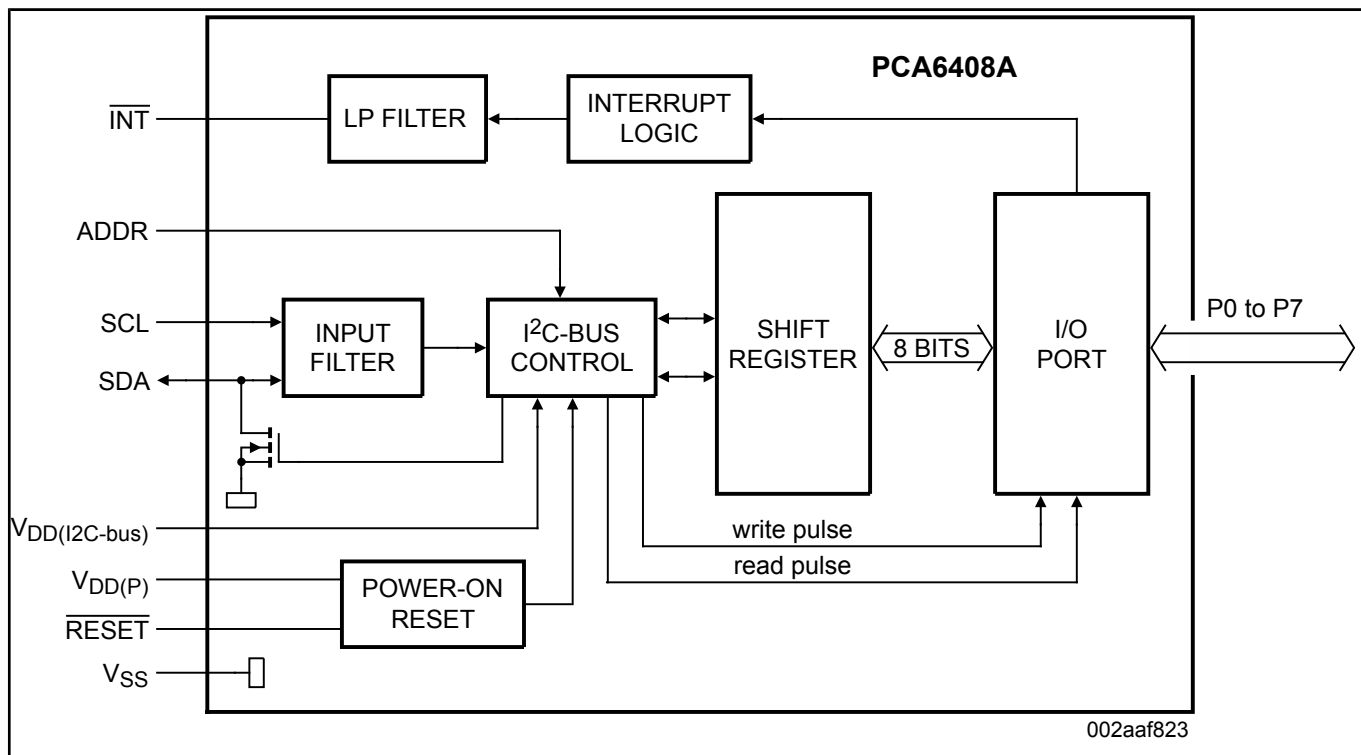 PCA6408A
INT
LP FILTER
INTERRUPT
LOGIC
ADDR
SCL
SDA
INPUT
FILTER
I2C-BUS
CONTROL
SHIFT
REGISTER
8 BITS
I/O
PORT
P0 to P7
VDD(I2C-bus)
write pulse
read pulse
VDD(P)
RESET
POWER-ON
RESET
VSS
002aaf823